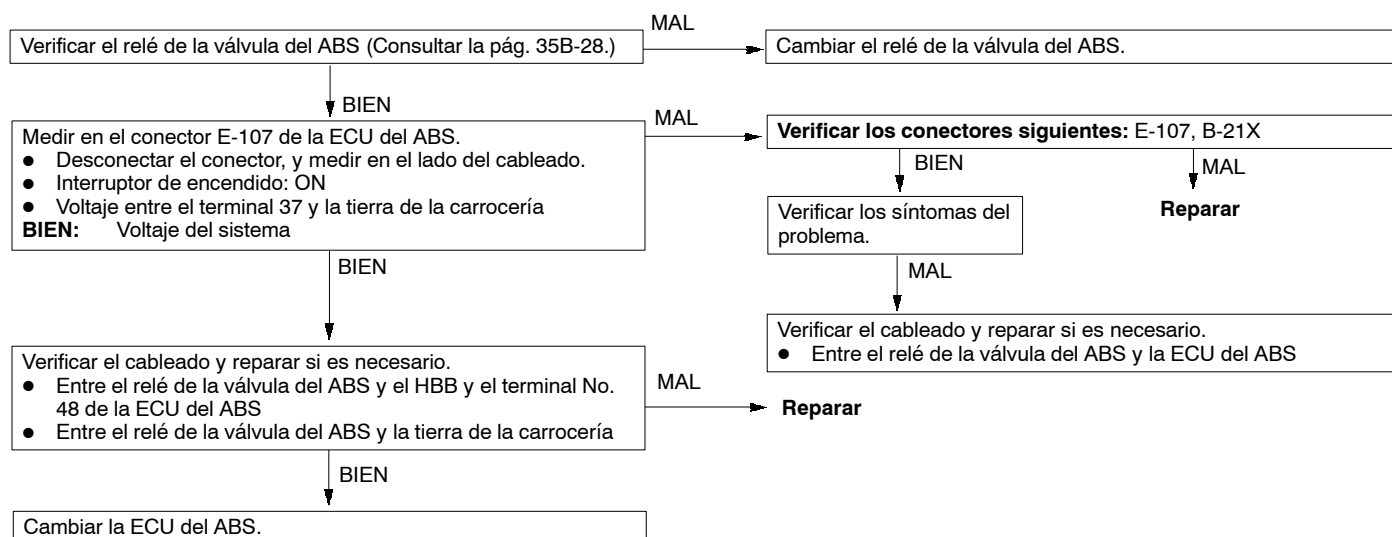 MAL
Verificar el relé de la válvula del ABS (Consultar la pág. 35B-28.)
Cambiar el relé de la válvula del ABS.
BIEN
Medir en el conector E-107 de la ECU del ABS.
● Desconectar el conector, y medir en el lado del cableado.
● Interruptor de encendido: ON
● Voltaje entre el terminal 37 y la tierra de la carrocería
BIEN: Voltaje del sistema
MAL
Verificar los conectores siguientes: E-107, B-21X
BIEN
MAL
Verificar los síntomas del
problema.
Reparar
MAL
Verificar el cableado y reparar si es necesario.
● Entre el relé de la válvula del ABS y la ECU del ABS
BIEN
Verificar el cableado y reparar si es necesario.
● Entre el relé de la válvula del ABS y el HBB y el terminal No.
48 de la ECU del ABS
● Entre el relé de la válvula del ABS y la tierra de la carrocería
MAL
Reparar
BIEN
Cambiar la ECU del ABS.